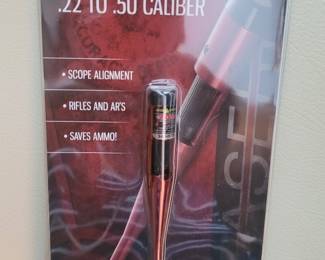 .22 TO .50 CALIBER
• SCOPE ALIGNMENT
• RIFLES AND AR'S
• SAVES AMMO!